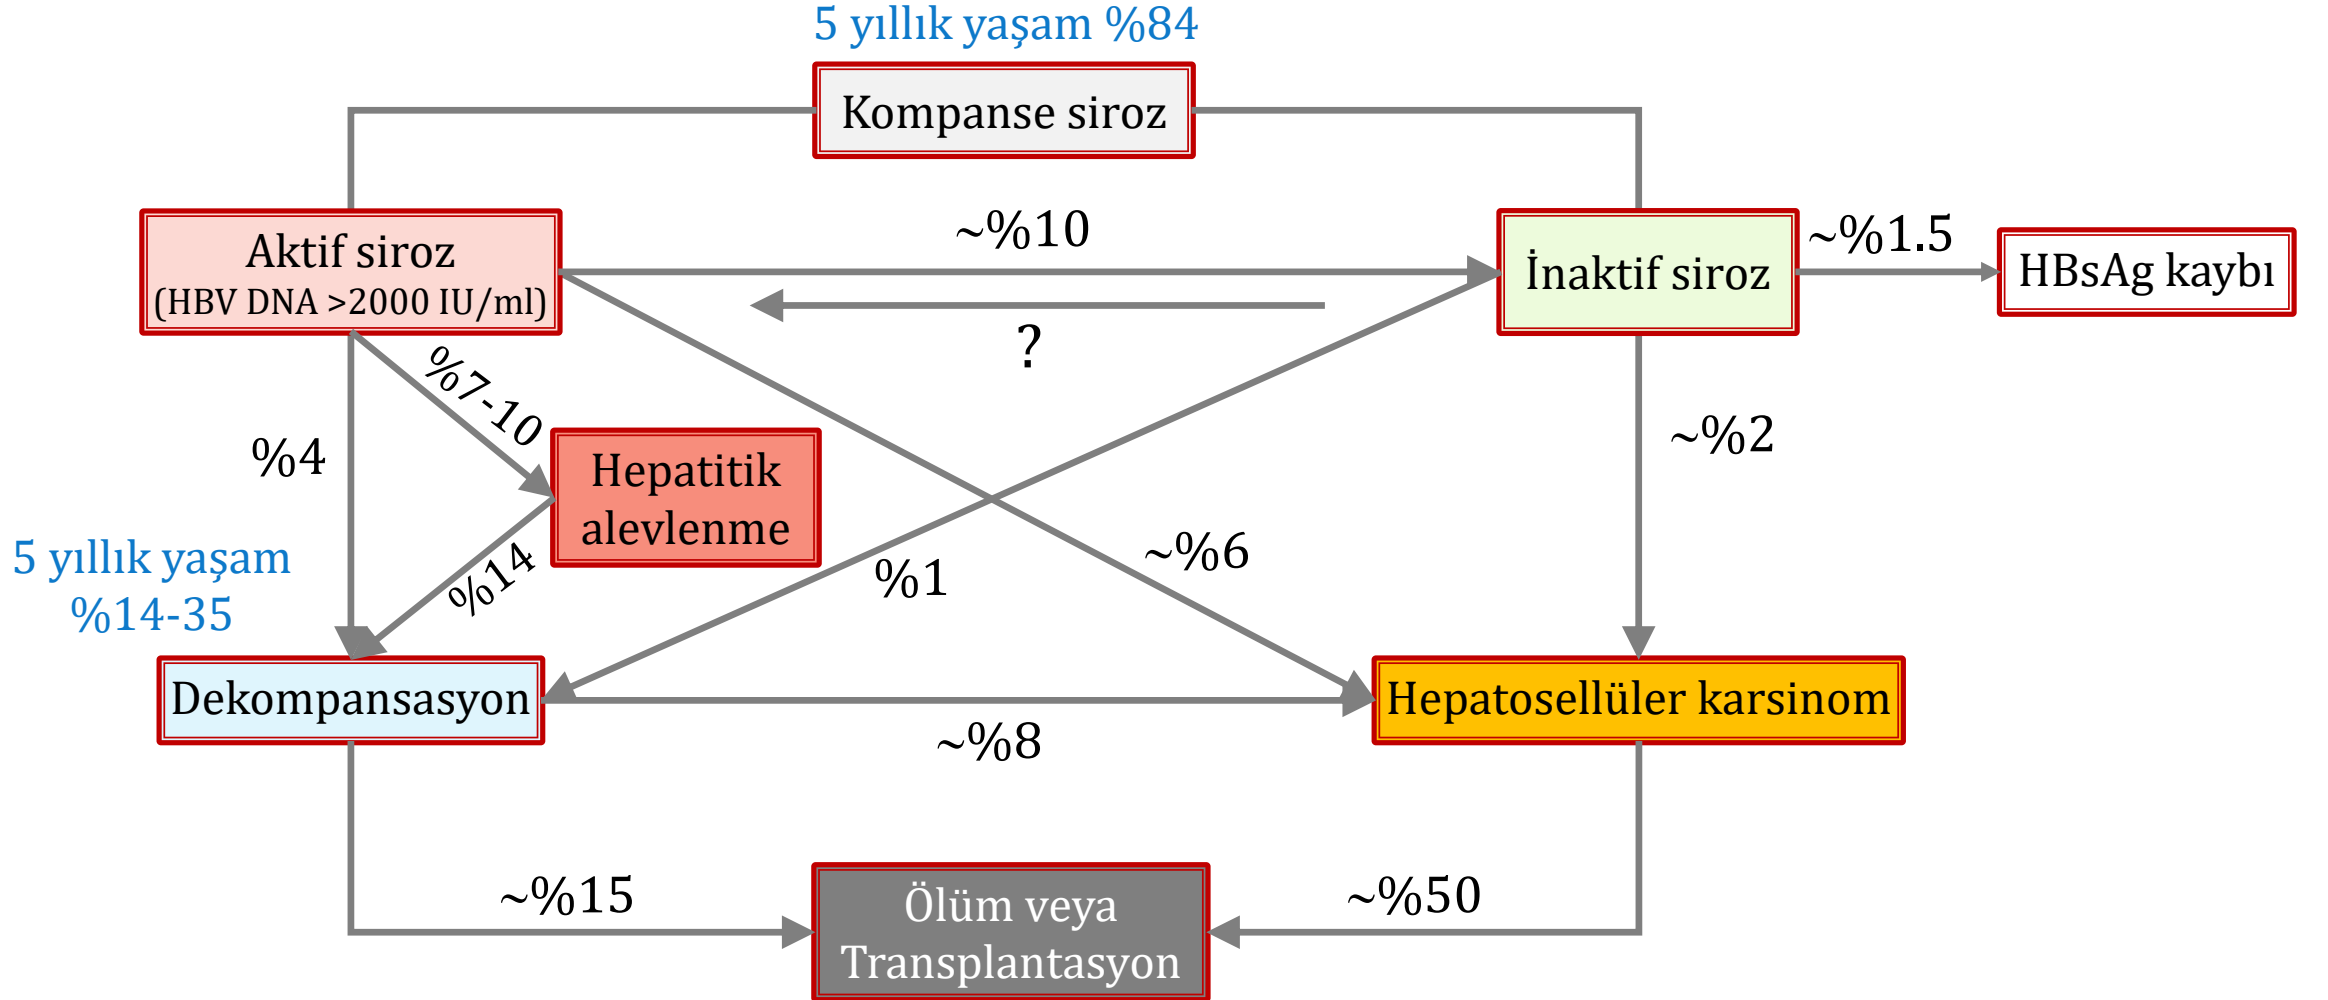 5 yıllık yaşam %84
Kompanse siroz
Aktif siroz
(HBV DNA >2000 IU/ml)
~%10
?
İnaktif siroz
~%1.5
HBsAg kaybı
%7-10
%4
Hepatitik
alevlenme
%14
~%2
~%6
%1
5 yıllık yaşam
%14-35
Dekompansasyon
~%8
Hepatosellüler karsinom
~%15
Ölüm veya
Transplantasyon
~%50